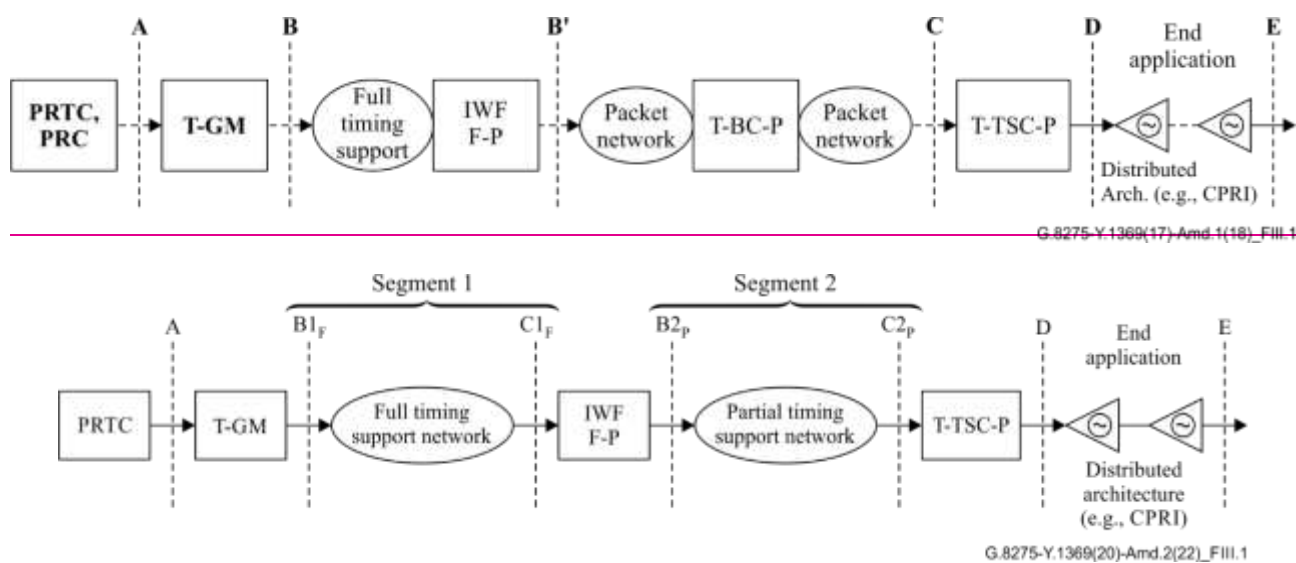 A B B' C D End application E
PRTC, PRC
T-GM
Full timing support
IWF F-P
Packet network
T-BC-P
Packet network
T-TSC-P
Distributed Arch. (e.g., CPRI)
G.8275-Y.1369(17)-Amd.1(18)_FIII.1
Segment 1 Segment 2
A B1F C1F B2P C2P D End application E
PRTC
T-GM
Full timing support network
IWF F-P
Partial timing support network
T-TSC-P
Distributed architecture (e.g., CPRI)
G.8275-Y.1369(20)-Amd.2(22)_FIII.1